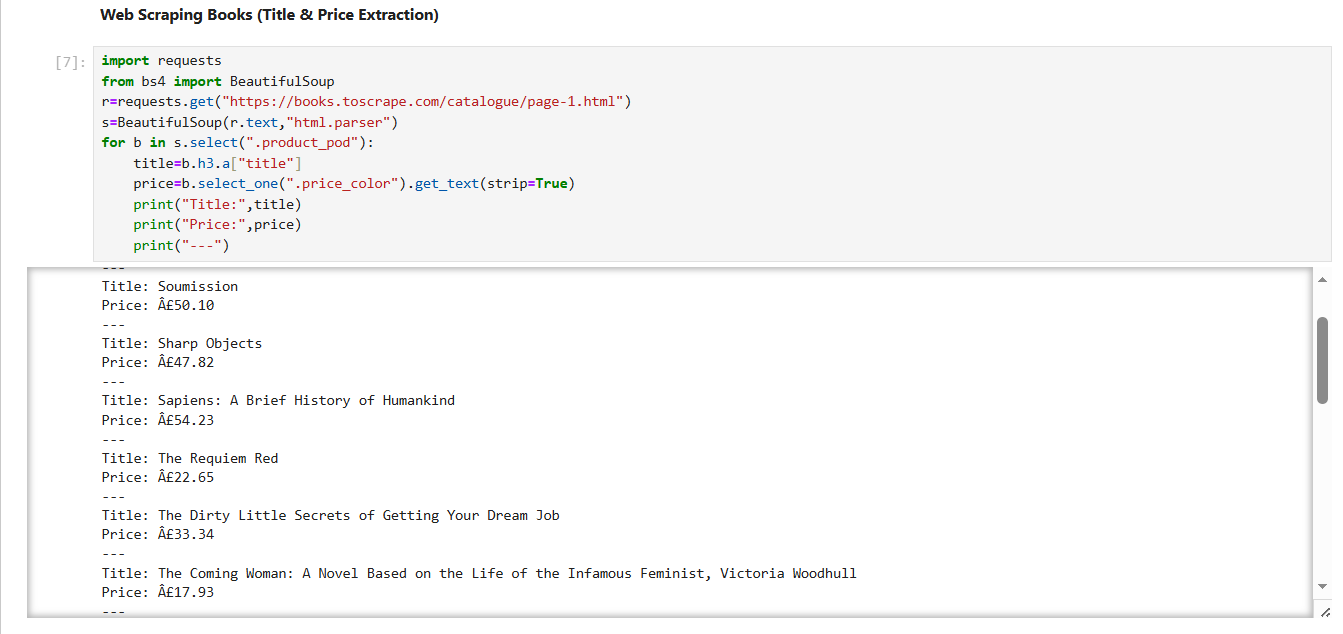 Web Scraping Books (Title & Price Extraction)
[7]:
import requests
from bs4 import BeautifulSoup
r=requests.get("https://books.toscrape.com/catalogue/page-1.html")
s=BeautifulSoup(r.text,"html.parser")
for b in s.select(".product_pod"):
    title=b.h3.a["title"]
    price=b.select_one(".price_color").get_text(strip=True)
    print("Title:",title)
    print("Price:",price)
    print("---")
---
Title: Soumission
Price: Â£50.10
---
Title: Sharp Objects
Price: Â£47.82
---
Title: Sapiens: A Brief History of Humankind
Price: Â£54.23
---
Title: The Requiem Red
Price: Â£22.65
---
Title: The Dirty Little Secrets of Getting Your Dream Job
Price: Â£33.34
---
Title: The Coming Woman: A Novel Based on the Life of the Infamous Feminist, Victoria Woodhull
Price: Â£17.93
---